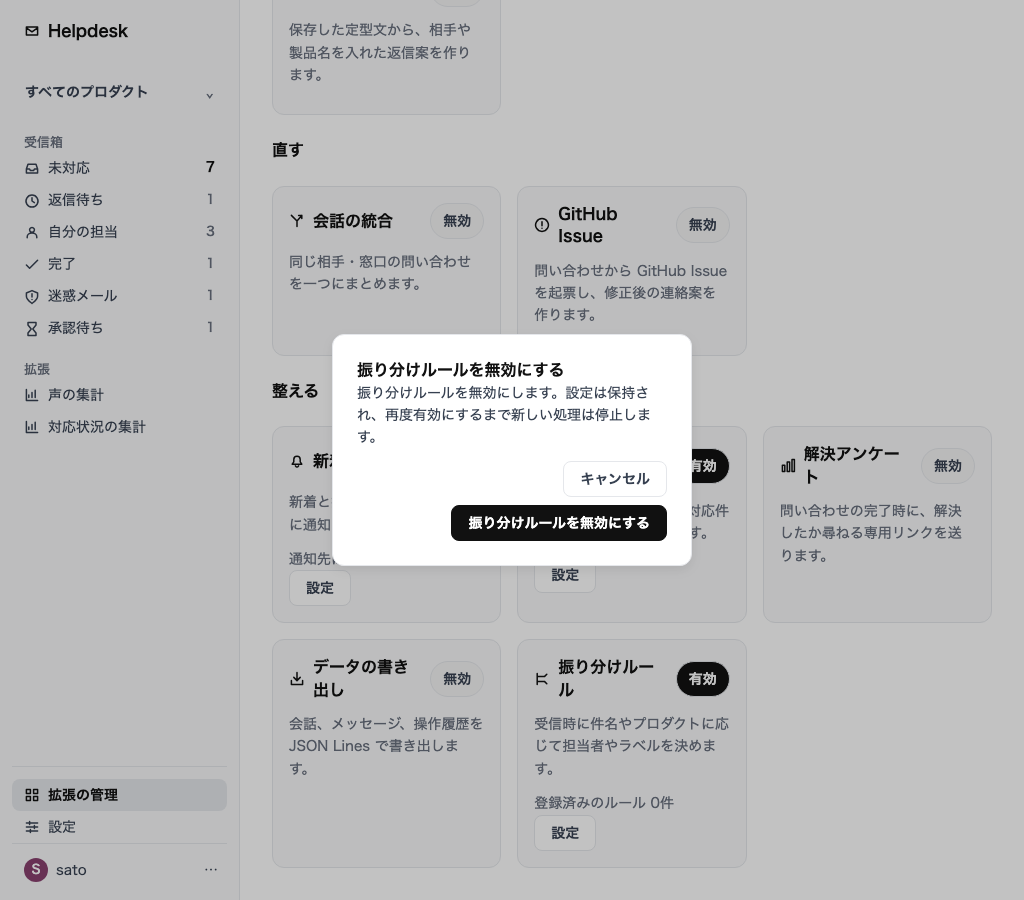 Helpdesk
すべてのプロダクト
受信箱
未対応 7
返信待ち 1
自分の担当 3
完了 1
迷惑メール 1
承認待ち 1
拡張
声の集計
対応状況の集計
拡張の管理
設定
S sato …
保存した定型文から、相手や
製品名を入れた返信案を作り
ます。
直す
会話の統合 無効
同じ相手・窓口の問い合わせ
を一つにまとめます。
GitHub
Issue
無効
問い合わせから GitHub Issue
を起票し、修正後の連絡案を
作ります。
整える
振り分けルールを無効にする
振り分けルールを無効にします。設定は保持さ
れ、再度有効にするまで新しい処理は停止しま
す。
キャンセル
振り分けルールを無効にする
新
新着と
に通知
通知先
設定
有効
対応件
す。
設定
解決アンケー
ト
無効
問い合わせの完了時に、解決
したか尋ねる専用リンクを送
ります。
データの書き
出し
無効
会話、メッセージ、操作履歴を
JSON Lines で書き出しま
す。
振り分けルー
ル
有効
受信時に件名やプロダクトに応
じて担当者やラベルを決めま
す。
登録済みのルール 0件
設定